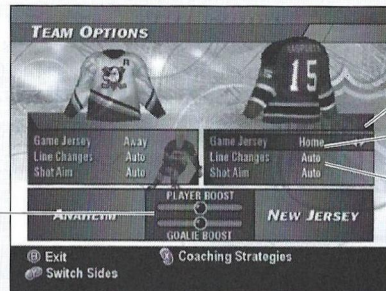 TEAM OPTIONS
EASPORTS
15
Game Jersey Away
Line Changes Auto
Shot Aim Auto
Game Jersey Home
Line Changes Auto
Shot Aim Auto
PLAYER BOOST
ANAHEIM
NEW JERSEY
GOALIE BOOST
B Exit
X Coaching Strategies
Switch Sides